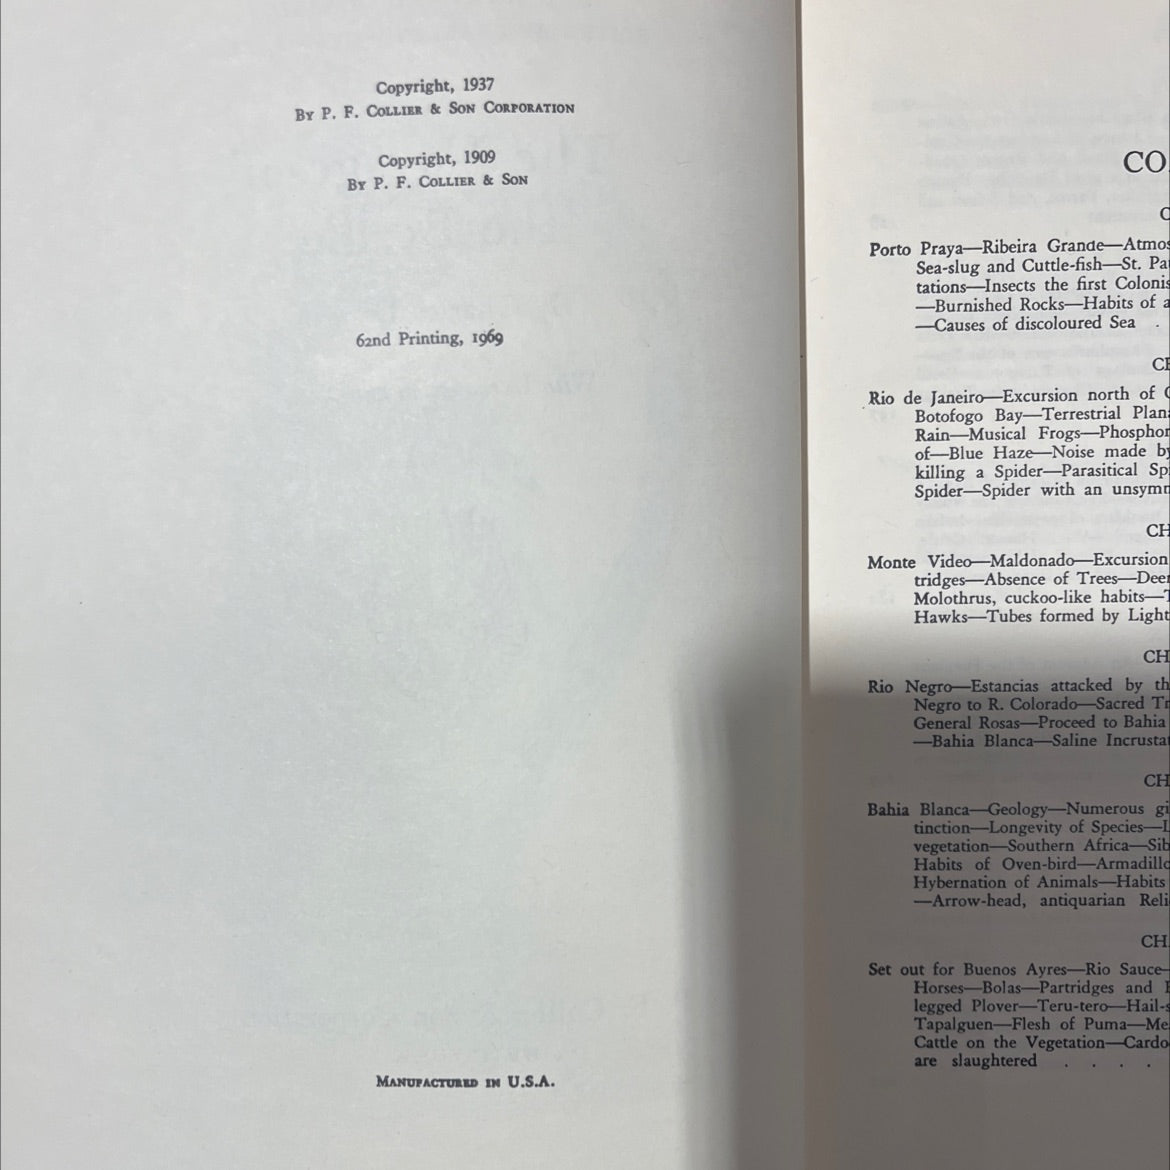 Copyright, 1937
By P. F. Collier & Son Corporation
Copyright, 1909
By P. F. Collier & Son
62nd Printing, 1969
Manufactured in U.S.A.
CO
C
Porto Praya—Ribeira Grande—Atmos
Sea-slug and Cuttle-fish—St. Pa
tations—Insects the first Colonis
—Burnished Rocks—Habits of a
—Causes of discoloured Sea .
CH
Rio de Janeiro—Excursion north of C
Botofogo Bay—Terrestrial Plan
Rain—Musical Frogs—Phosphor
of—Blue Haze—Noise made by
killing a Spider—Parasitical Sp
Spider—Spider with an unsymm
CH
Monte Video—Maldonado—Excursion
tridges—Absence of Trees—Deer
Molothrus, cuckoo-like habits—T
Hawks—Tubes formed by Light
CH
Rio Negro—Estancias attacked by th
Negro to R. Colorado—Sacred Tr
General Rosas—Proceed to Bahia
—Bahia Blanca—Saline Incrusta
CH
Bahia Blanca—Geology—Numerous gi
tinction—Longevity of Species—L
vegetation—Southern Africa—Sib
Habits of Oven-bird—Armadillo
Hybernation of Animals—Habits
—Arrow-head, antiquarian Reli
CH
Set out for Buenos Ayres—Rio Sauce—
Horses—Bolas—Partridges and F
legged Plover—Teru-tero—Hail-s
Tapalguen—Flesh of Puma—Me
Cattle on the Vegetation—Cardo
are slaughtered . . . .